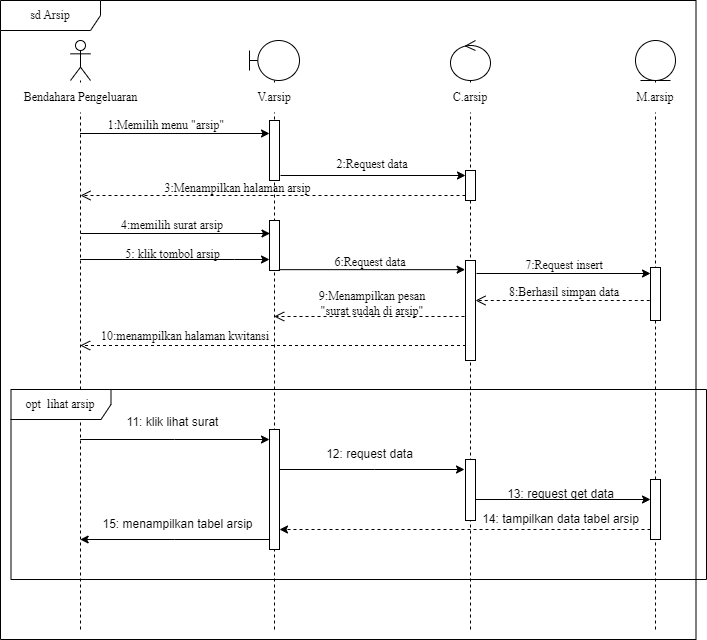 sd Arsip
Bendahara Pengeluaran
V.arsip
C.arsip
M.arsip
1:Memilih menu "arsip"
2:Request data
3:Menampilkan halaman arsip
4:memilih surat arsip
5: klik tombol arsip
6:Request data
7:Request insert
8:Berhasil simpan data
9:Menampilkan pesan
"surat sudah di arsip"
10:menampilkan halaman kwitansi
opt lihat arsip
11: klik lihat surat
12: request data
13: request get data
14: tampilkan data tabel arsip
15: menampilkan tabel arsip